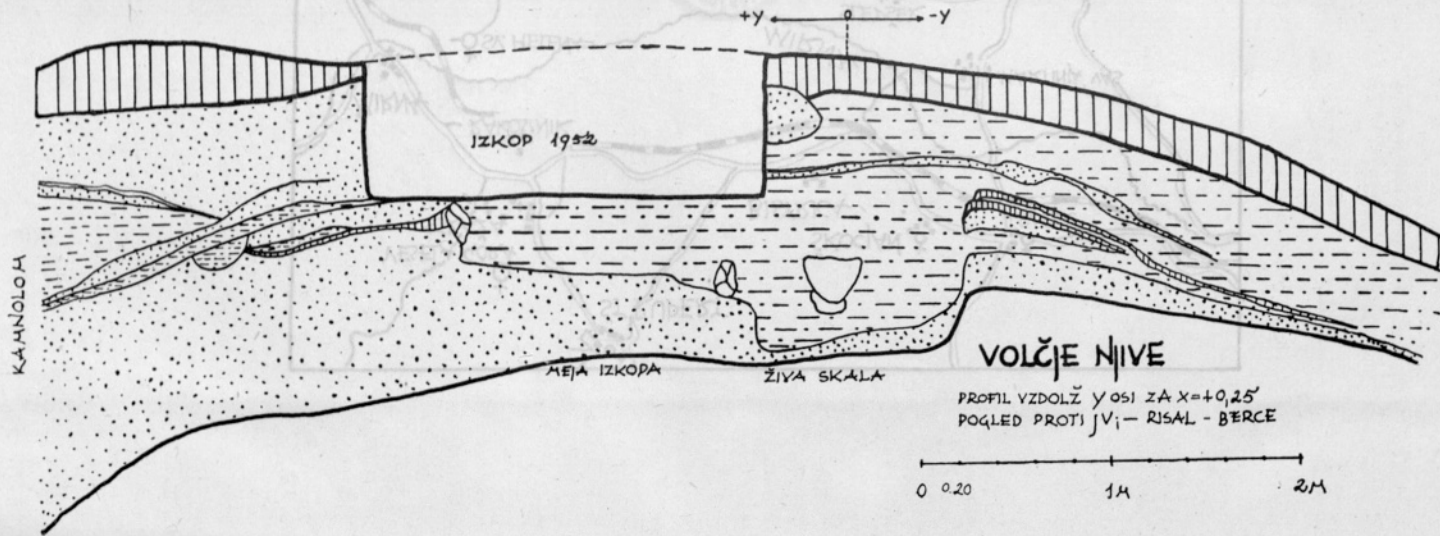 +Y 0 -Y
IZKOP 1952
KAMNOLOM
MEJA IZKOPA
ŽIVA SKALA
VOLČJE NJIVE
PROFIL VZDOLŽ Y OSI ZA X=+0,25
POGLED PROTI JV; — RISAL - BERCE
0 0.20 1M 2M